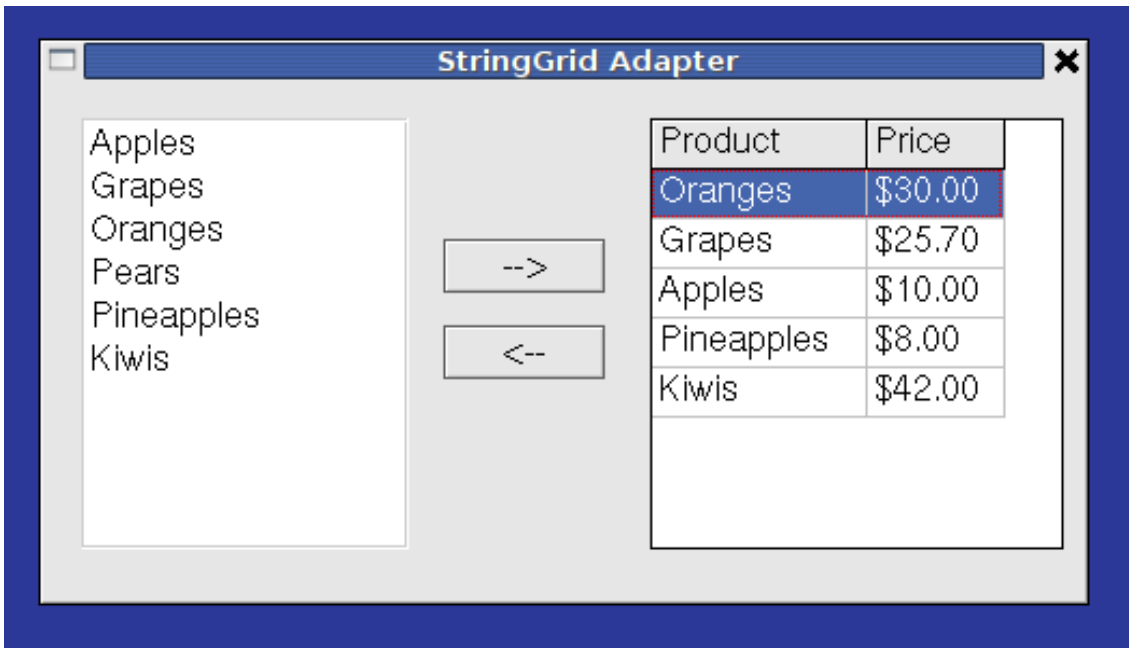 StringGrid Adapter
Apples
Grapes
Oranges
Pears
Pineapples
Kiwis
-->
<--
Product Price
Oranges $30.00
Grapes $25.70
Apples $10.00
Pineapples $8.00
Kiwis $42.00